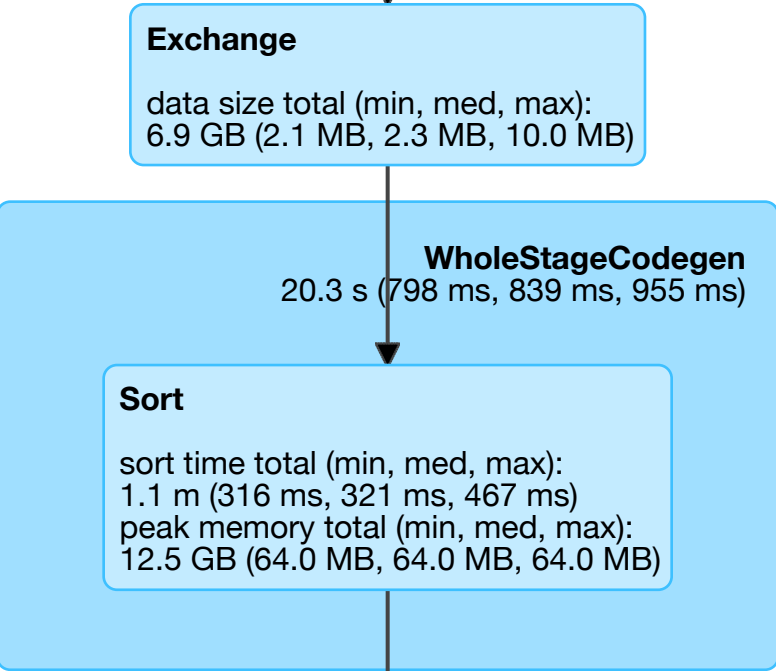 Exchange
data size total (min, med, max):
6.9 GB (2.1 MB, 2.3 MB, 10.0 MB)
WholeStageCodegen
20.3 s (798 ms, 839 ms, 955 ms)
Sort
sort time total (min, med, max):
1.1 m (316 ms, 321 ms, 467 ms)
peak memory total (min, med, max):
12.5 GB (64.0 MB, 64.0 MB, 64.0 MB)